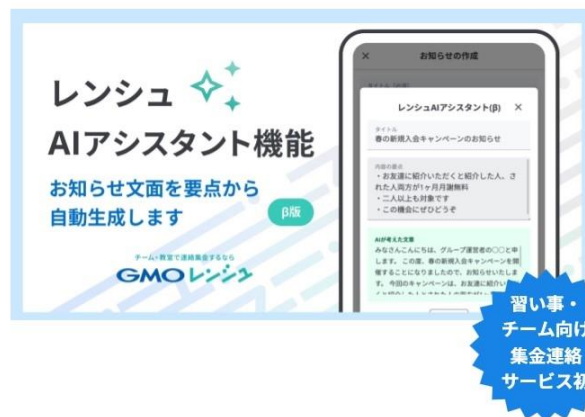 レンシュ
AIアシスタント機能
お知らせ文面を要点から
自動生成します
β版
チーム・教室で連絡集金するなら
GMOレンシュ
× お知らせの作成
レンシュAIアシスタント(β) ×
タイトル
春の新規入会キャンペーンのお知らせ
内容の要点
・お友達に紹介いただくと紹介した人、さ
れた人両方が1ヶ月月謝無料
・二人以上も対象です
・この機会にぜひどうぞ
AIが考えた文章
みなさんこんにちは、グループ運営者の〇〇と申
します。 この度、春の新規入会キャンペーンを開
催することになりましたので、お知らせいたしま
す。 今回のキャンペーンは、お友達に紹介い
習い事・
チーム向け
集金連絡
サービス初